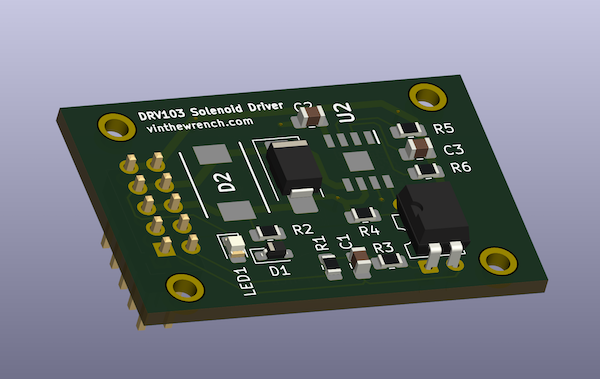 DRV103 Solenoid Driver
vinthewrench.com
C2
U2
R5
C3
R6
D2
R2
R4
R1
C1
R3
D1
LED1